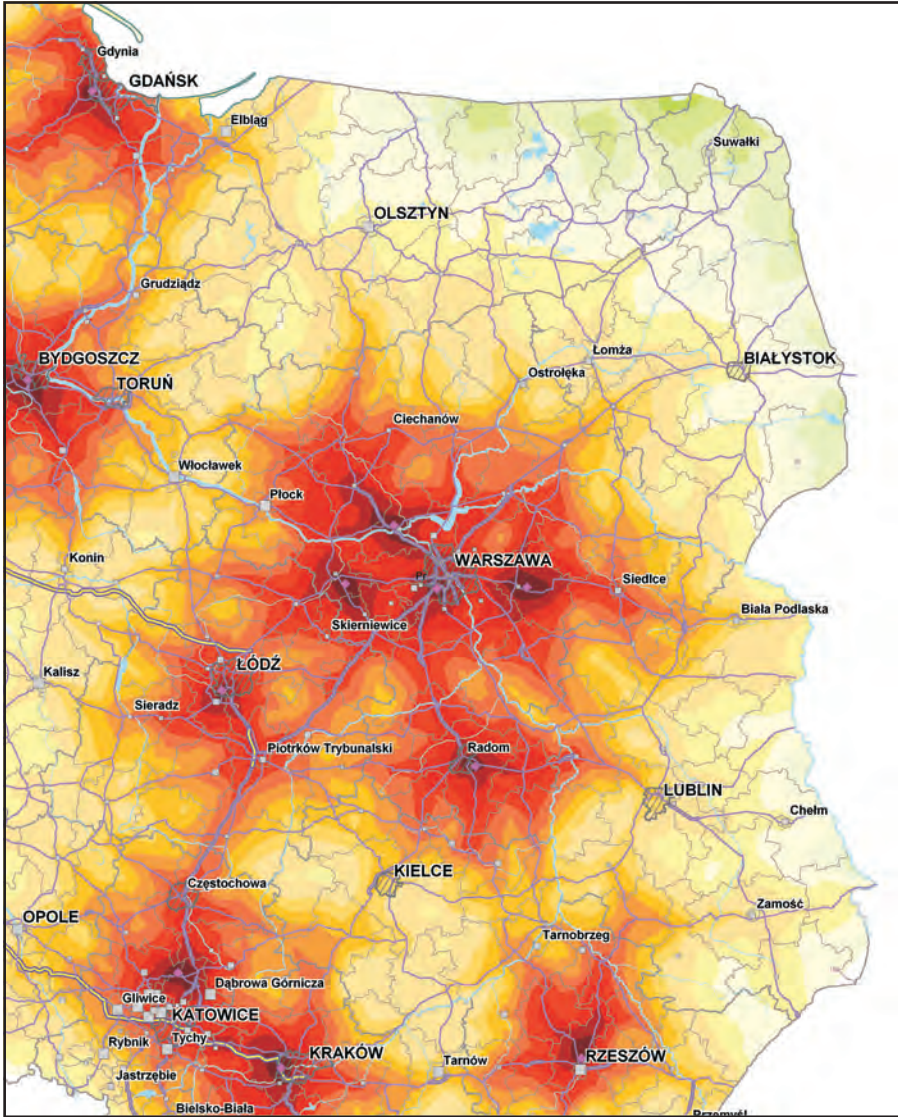 Gdynia
GDAŃSK
Elbląg
Suwałki
OLSZTYN
Grudziądz
BYDGOSZCZ
TORUŃ
Łomża
BIAŁYSTOK
Ostrołęka
Ciechanów
Włocławek
Płock
Konin
WARSZAWA
Siedlce
Biała Podlaska
Skierniewice
ŁÓDŹ
Kalisz
Sieradz
Piotrków Trybunalski
Radom
LUBLIN
Chełm
KIELCE
Częstochowa
OPOLE
Zamość
Tarnobrzeg
Dąbrowa Górnicza
Gliwice
KATOWICE
Tychy
Rybnik
KRAKÓW
Tarnów
RZESZÓW
Jastrzębie
Bielsko-Biała
Przemyśl